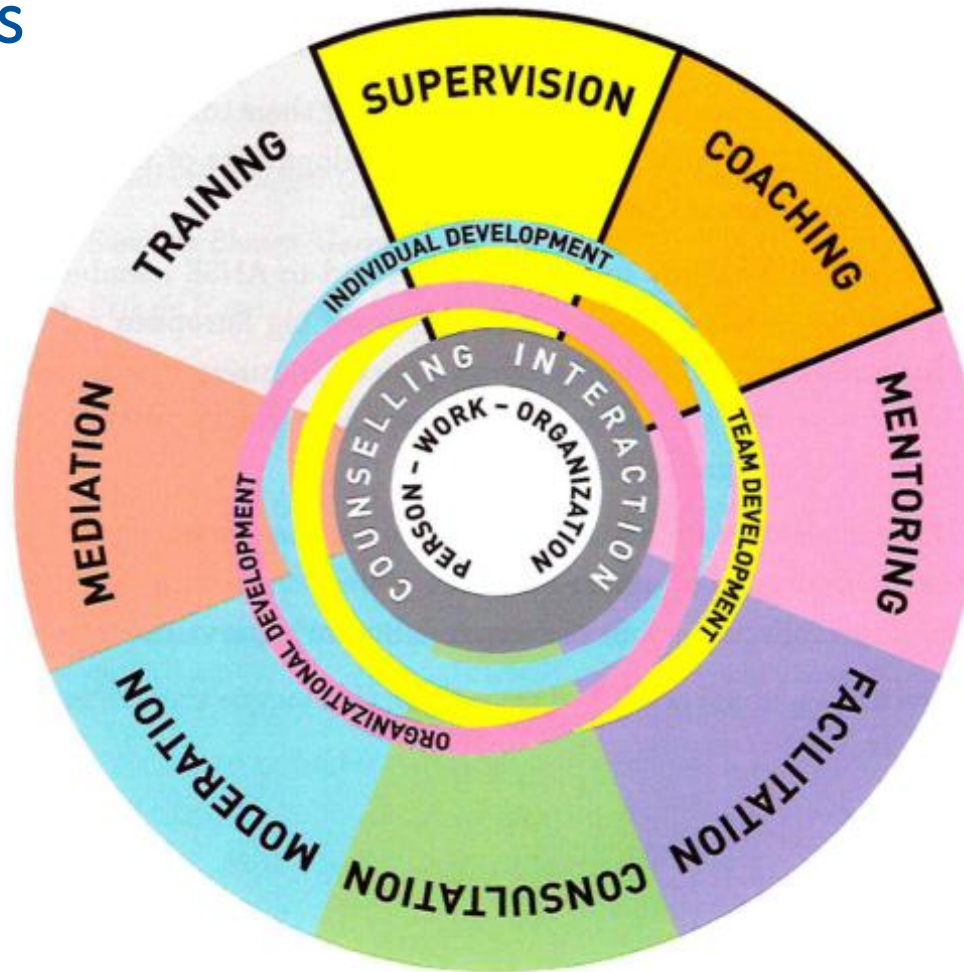 S
SUPERVISION
COACHING
MENTORING
FACILITATION
CONSULTATION
MODERATION
MEDIATION
TRAINING
INDIVIDUAL DEVELOPMENT
TEAM DEVELOPMENT
ORGANIZATIONAL DEVELOPMENT
COUNSELLING INTERACTION
PERSON – WORK – ORGANIZATION